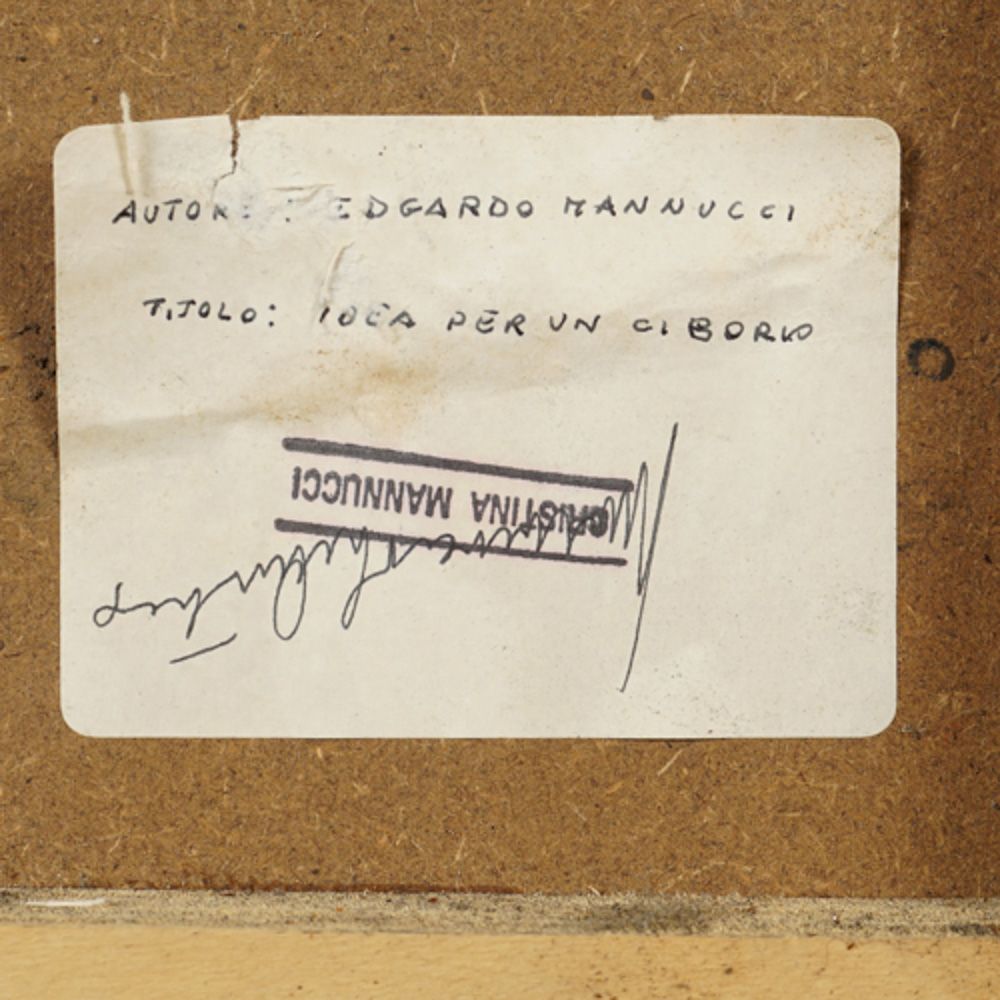 AUTORE: EDGARDO MANNUCCI
TITOLO: IDEA PER UN CIBORIO
CRISTINA MANNUCCI